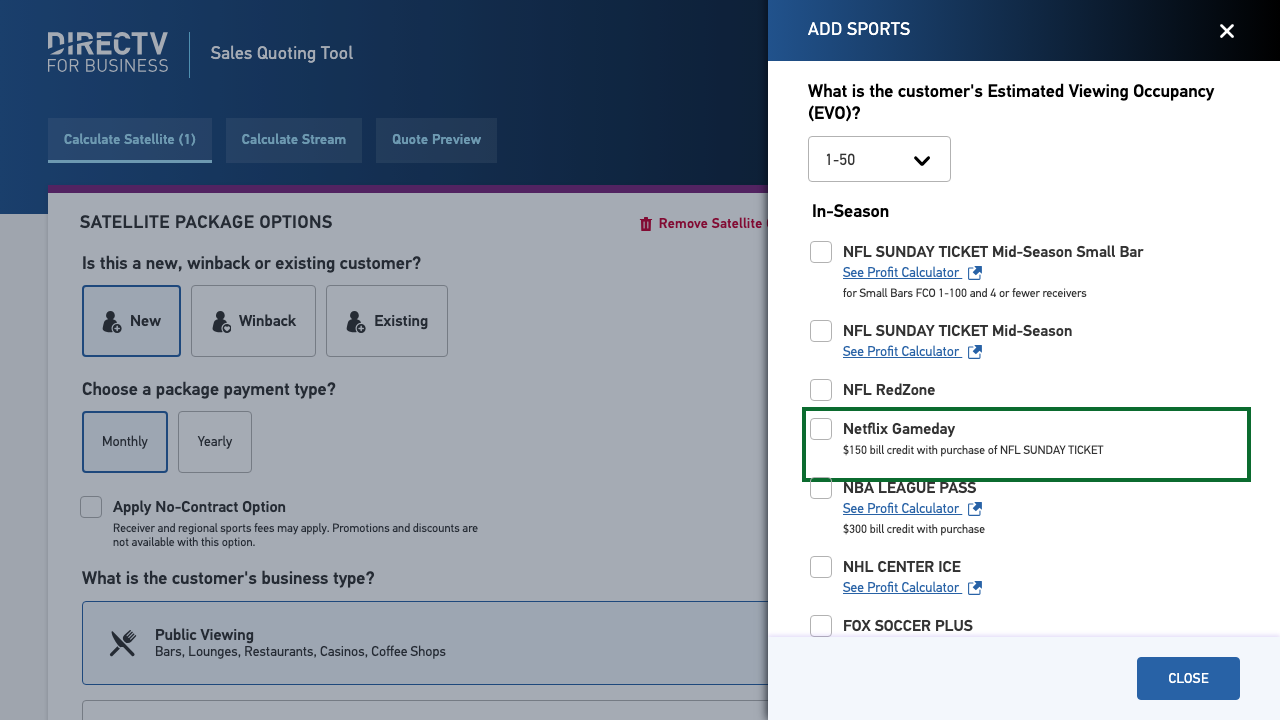 DIRECTV
FOR BUSINESS
Sales Quoting Tool
Calculate Satellite (1)
Calculate Stream
Quote Preview
SATELLITE PACKAGE OPTIONS
Remove Satellite
Is this a new, winback or existing customer?
New
Winback
Existing
Choose a package payment type?
Monthly
Yearly
Apply No-Contract Option
Receiver and regional sports fees may apply. Promotions and discounts are
not available with this option.
What is the customer's business type?
Public Viewing
Bars, Lounges, Restaurants, Casinos, Coffee Shops
ADD SPORTS
What is the customer's Estimated Viewing Occupancy
(EVO)?
1-50
In-Season
NFL SUNDAY TICKET Mid-Season Small Bar
See Profit Calculator
for Small Bars FCO 1-100 and 4 or fewer receivers
NFL SUNDAY TICKET Mid-Season
See Profit Calculator
NFL RedZone
Netflix Gameday
$150 bill credit with purchase of NFL SUNDAY TICKET
NBA LEAGUE PASS
See Profit Calculator
$300 bill credit with purchase
NHL CENTER ICE
See Profit Calculator
FOX SOCCER PLUS
CLOSE